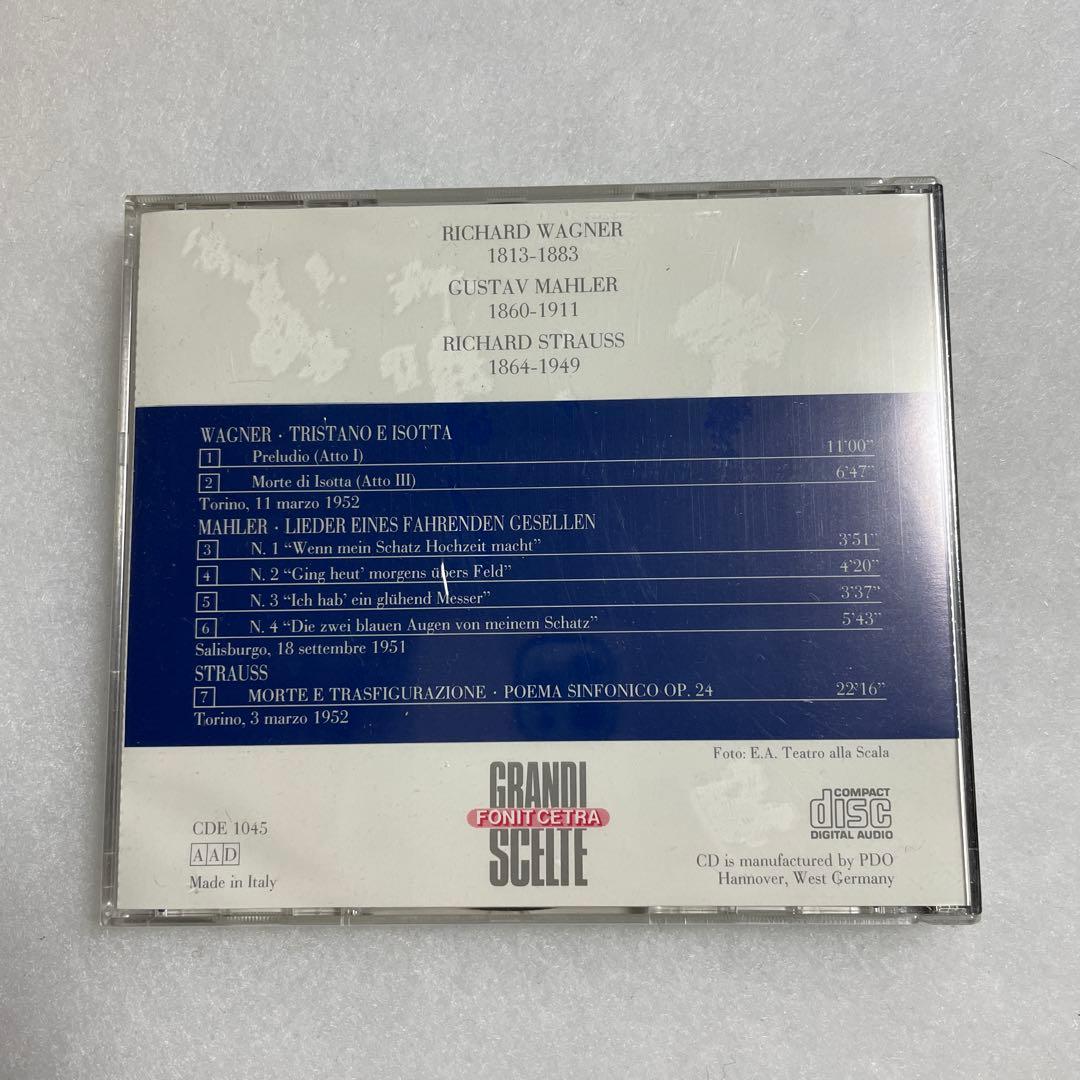 RICHARD WAGNER
1813-1883
GUSTAV MAHLER
1860-1911
RICHARD STRAUSS
1864-1949
WAGNER · TRISTANO E ISOTTA
1 Preludio (Atto I) 11'00"
2 Morte di Isotta (Atto III) 6'47"
Torino, 11 marzo 1952
MAHLER · LIEDER EINES FAHRENDEN GESELLEN
3 N. 1 “Wenn mein Schatz Hochzeit macht” 3'51"
4 N. 2 “Ging heut' morgens übers Feld” 4'20"
5 N. 3 “Ich hab' ein glühend Messer” 3'37"
6 N. 4 “Die zwei blauen Augen von meinem Schatz” 5'43"
Salisburgo, 18 settembre 1951
STRAUSS
7 MORTE E TRASFIGURAZIONE · POEMA SINFONICO OP. 24 22'16"
Torino, 3 marzo 1952
Foto: E.A. Teatro alla Scala
GRANDI
FONIT CETRA
SCELTE
CDE 1045
AAD
Made in Italy
COMPACT
disc
DIGITAL AUDIO
CD is manufactured by PDO
Hannover, West Germany